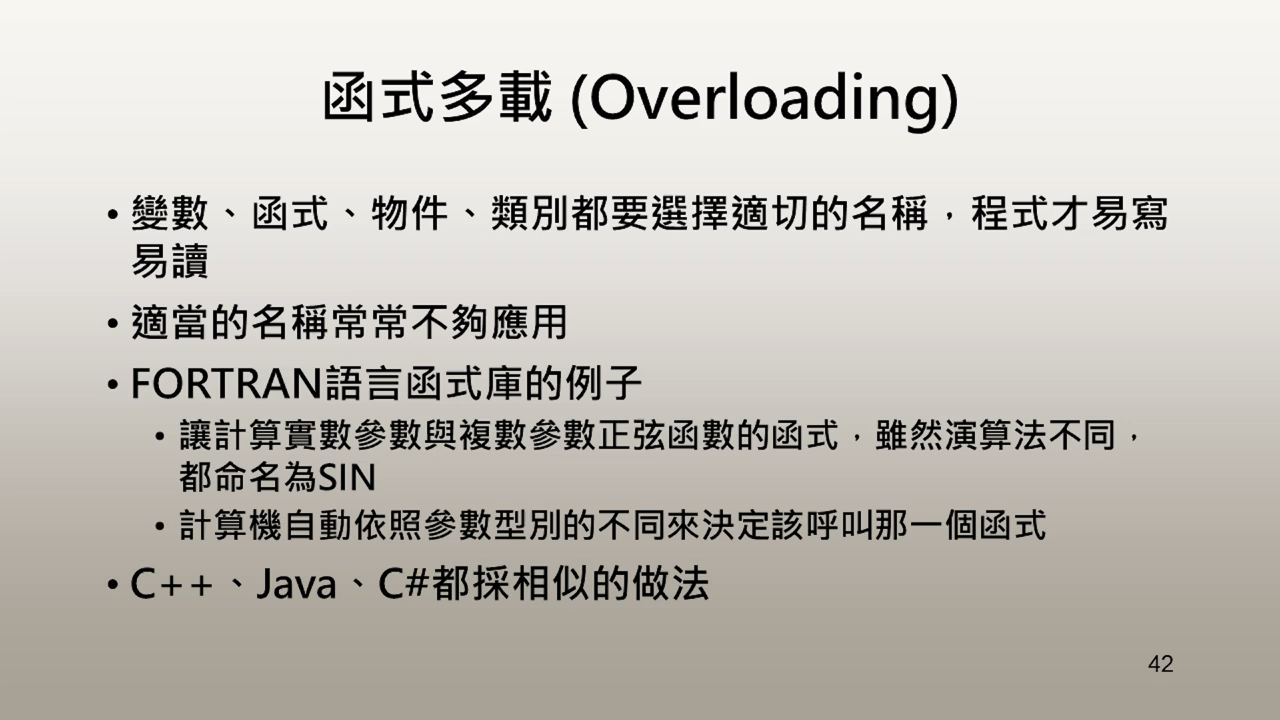 函式多載 (Overloading)
• 變數、函式、物件、類別都要選擇適切的名稱，程式才易寫
易讀
• 適當的名稱常常不夠應用
• FORTRAN語言函式庫的例子
• 讓計算實數參數與複數參數正弦函數的函式，雖然演算法不同，
都命名為SIN
• 計算機自動依照參數型別的不同來決定該呼叫那一個函式
• C++、Java、C#都採相似的做法
42